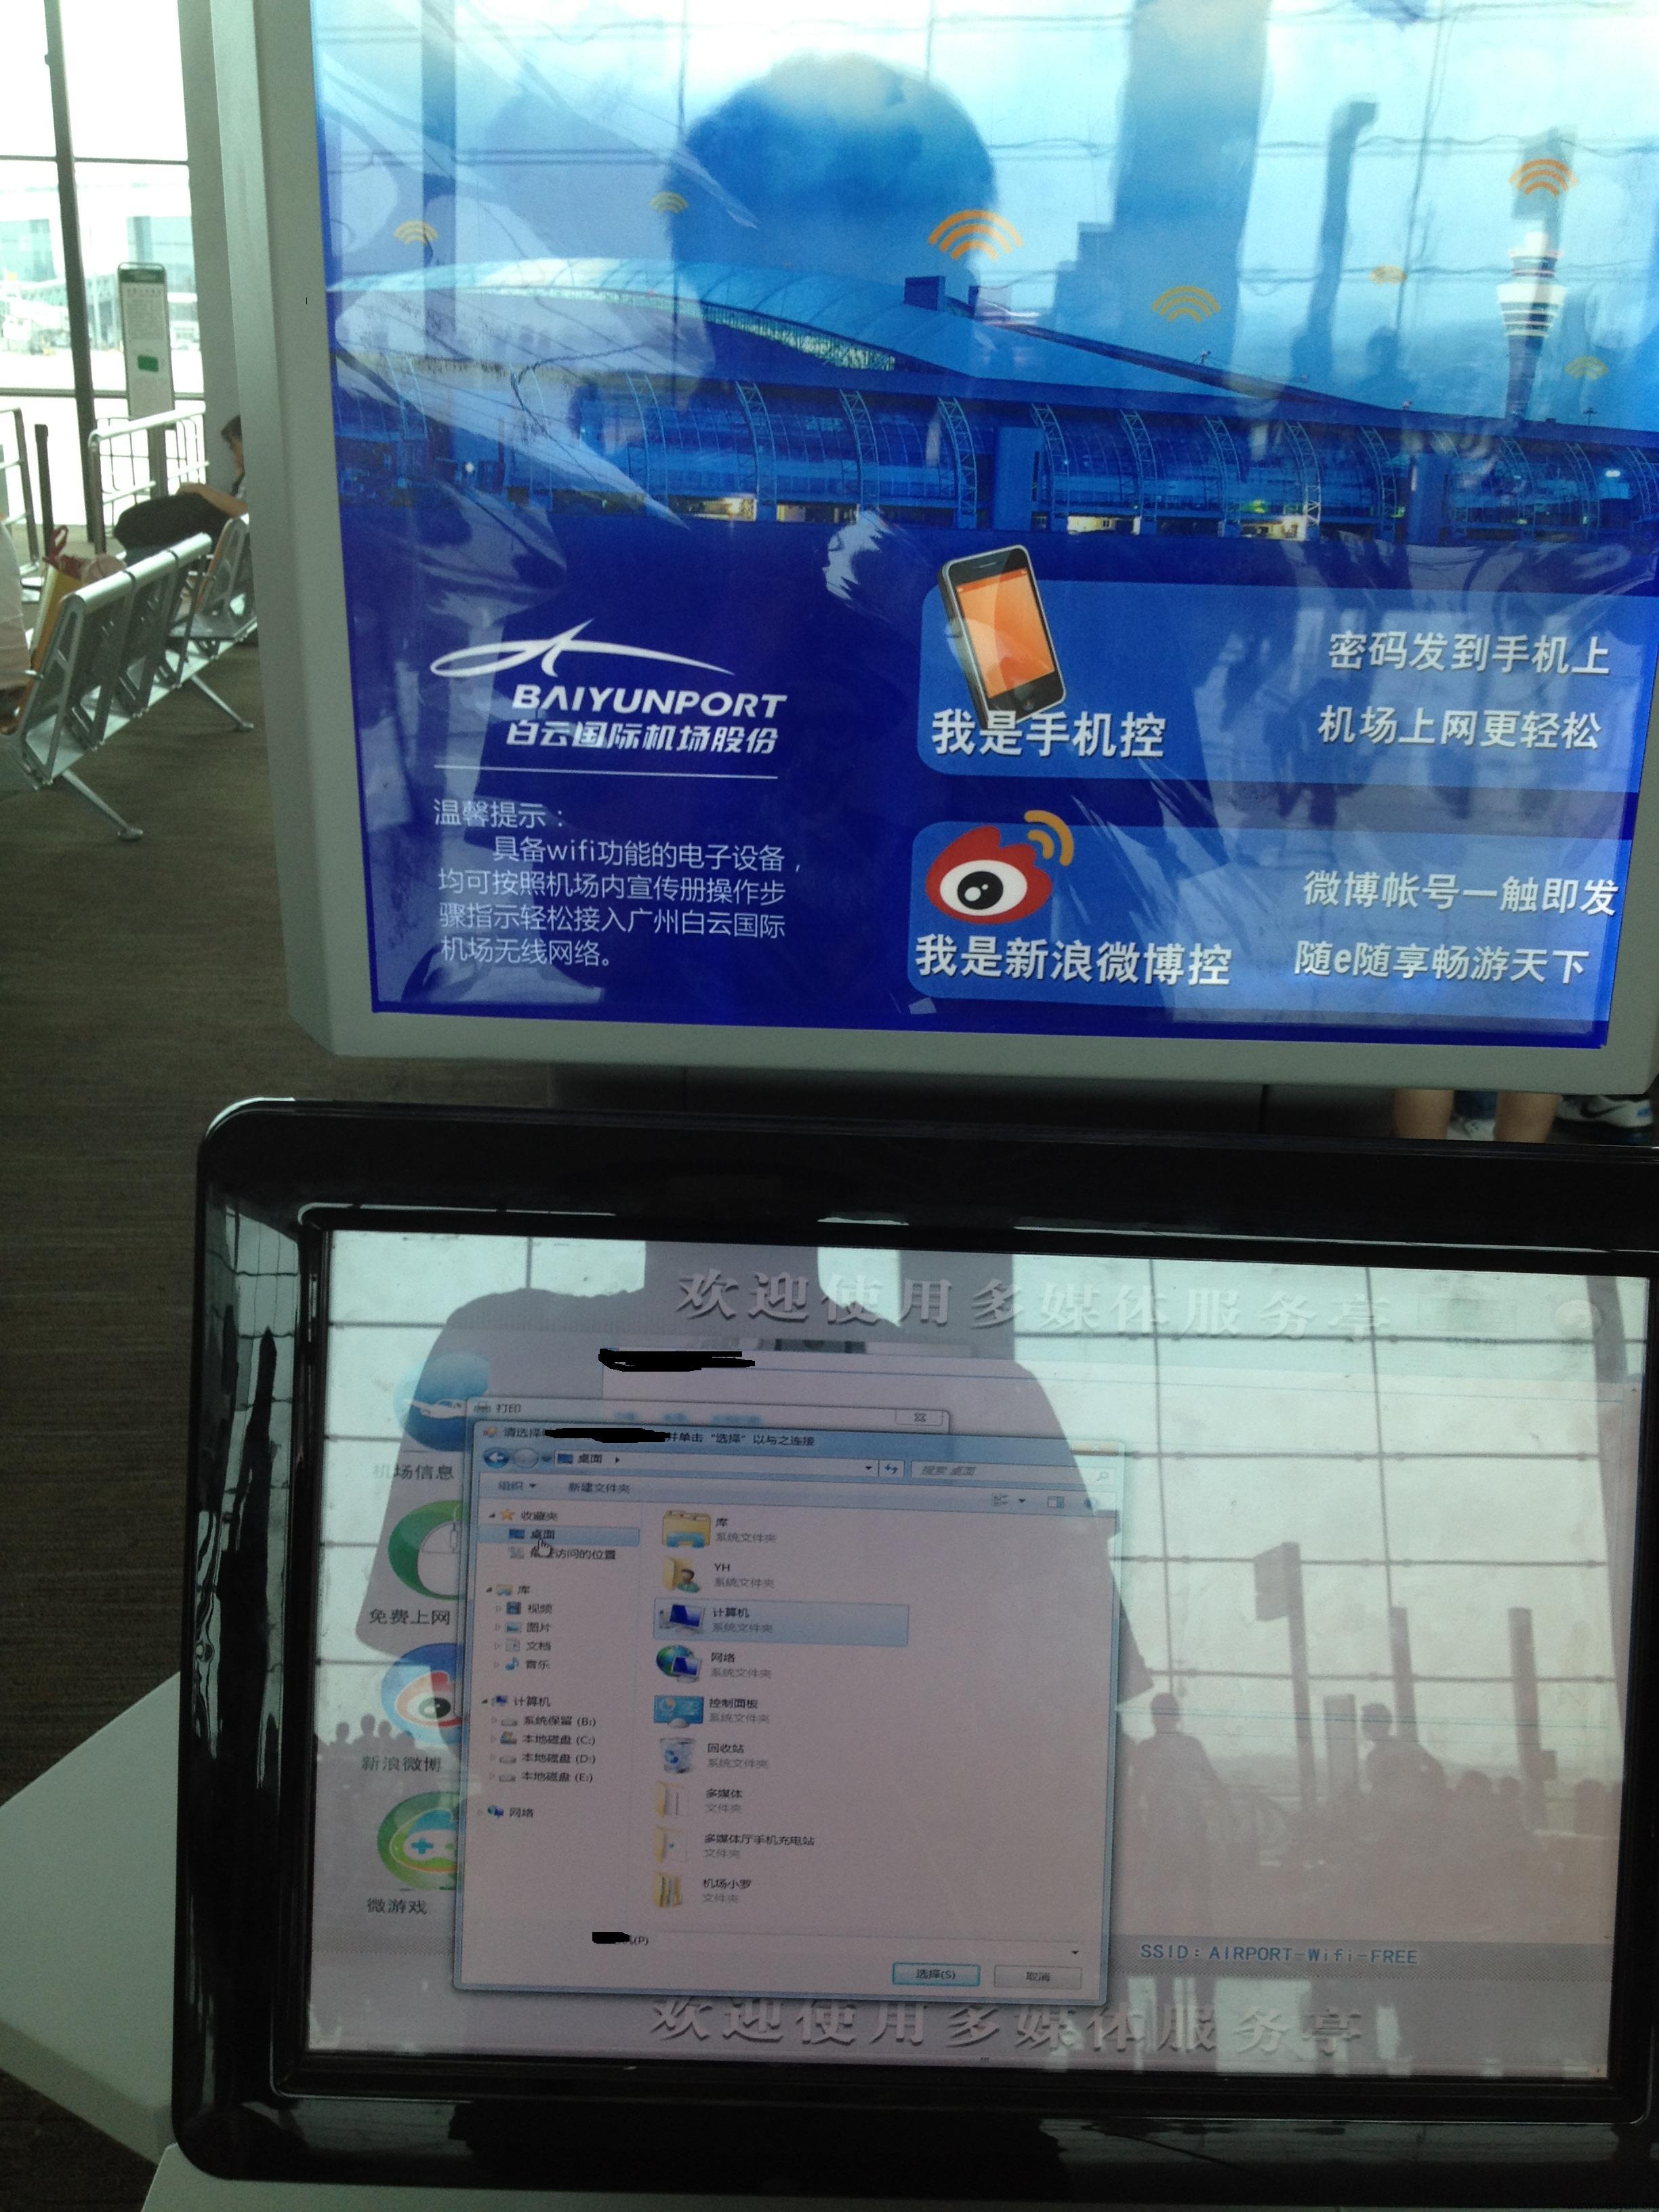 BAIYUNPORT
白云国际机场股份
温馨提示：
具备wifi功能的电子设备，
均可按照机场内宣传册操作步
骤指示轻松接入广州白云国际
机场无线网络。
密码发到手机上
机场上网更轻松
我是手机控
微博帐号一触即发
随e随享畅游天下
我是新浪微博控
欢迎使用多媒体服务亭
机场信息
免费上网
新浪微博
微游戏
打印
请选择
并单击“选择”以与之连接
桌面
搜索 桌面
组织
新建文件夹
收藏夹
桌面
访问的位置
库
视频
图片
文档
音乐
计算机
系统保留 (B:)
本地磁盘 (C:)
本地磁盘 (D:)
本地磁盘 (E:)
网络
库
系统文件夹
YH
系统文件夹
计算机
系统文件夹
网络
系统文件夹
控制面板
系统文件夹
回收站
系统文件夹
多媒体
文件夹
多媒体厅手机充电站
文件夹
机场小罗
文件夹
(P)
选择(S)
取消
SSID：AIRPORT-Wifi-FREE
欢迎使用多媒体服务亭